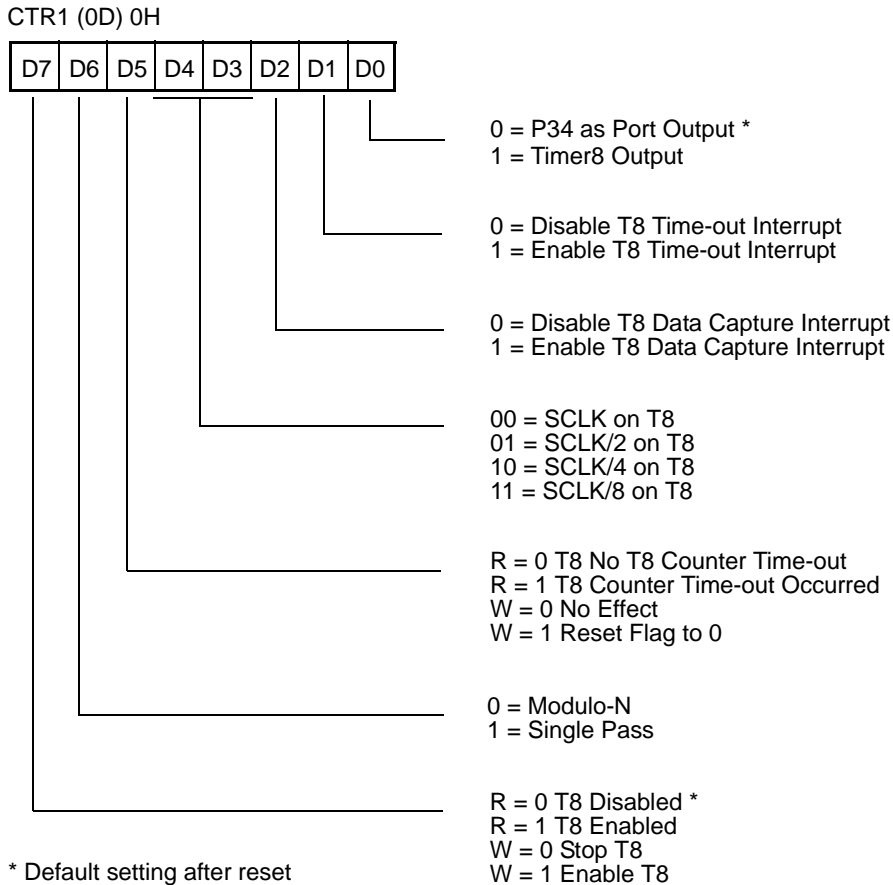 CTR1 (0D) 0H
D7 D6 D5 D4 D3 D2 D1 D0
0 = P34 as Port Output *
1 = Timer8 Output
0 = Disable T8 Time-out Interrupt
1 = Enable T8 Time-out Interrupt
0 = Disable T8 Data Capture Interrupt
1 = Enable T8 Data Capture Interrupt
00 = SCLK on T8
01 = SCLK/2 on T8
10 = SCLK/4 on T8
11 = SCLK/8 on T8
R = 0 T8 No T8 Counter Time-out
R = 1 T8 Counter Time-out Occurred
W = 0 No Effect
W = 1 Reset Flag to 0
0 = Modulo-N
1 = Single Pass
R = 0 T8 Disabled *
R = 1 T8 Enabled
W = 0 Stop T8
W = 1 Enable T8
* Default setting after reset